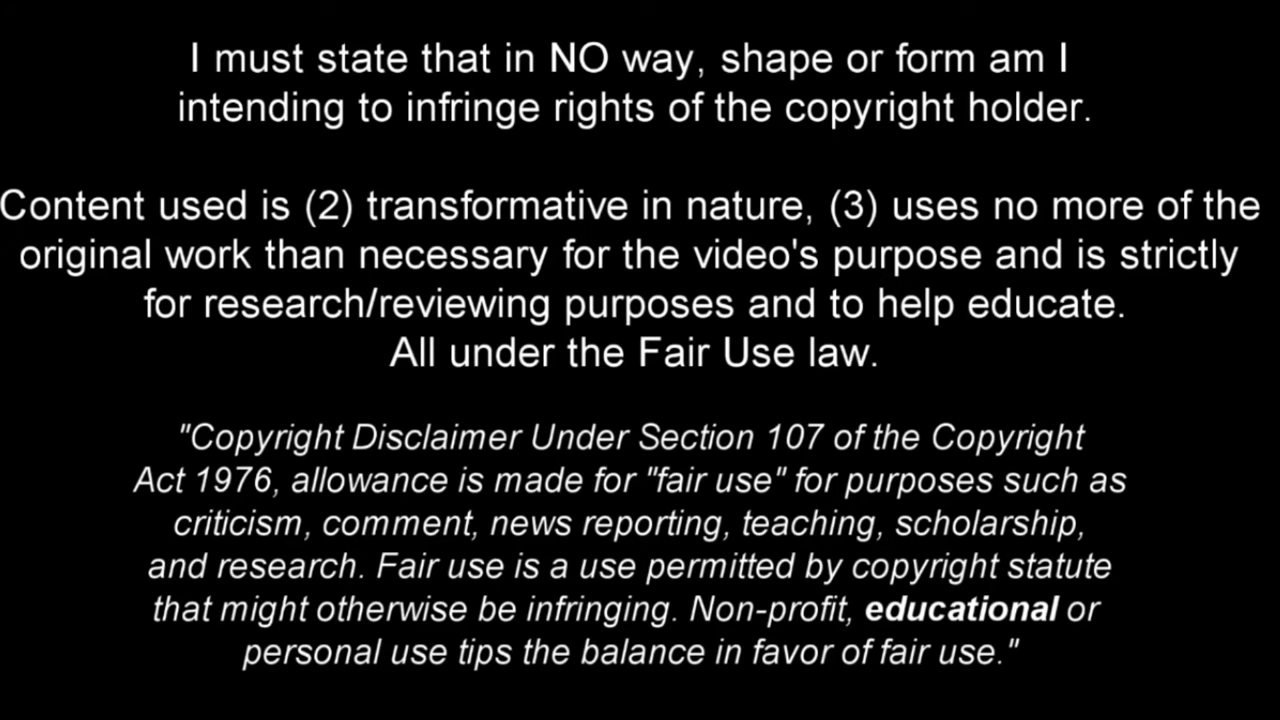 I must state that in NO way, shape or form am I
intending to infringe rights of the copyright holder.
Content used is (2) transformative in nature, (3) uses no more of the
original work than necessary for the video's purpose and is strictly
for research/reviewing purposes and to help educate.
All under the Fair Use law.
"Copyright Disclaimer Under Section 107 of the Copyright
Act 1976, allowance is made for "fair use" for purposes such as
criticism, comment, news reporting, teaching, scholarship,
and research. Fair use is a use permitted by copyright statute
that might otherwise be infringing. Non-profit, educational or
personal use tips the balance in favor of fair use."